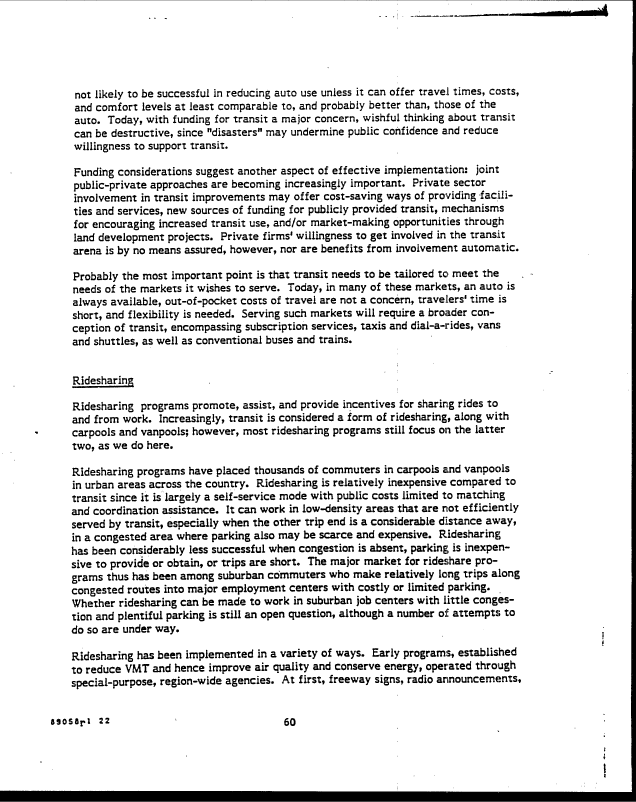 not likely to be successful in reducing auto use unless it can offer travel times, costs,
and comfort levels at least comparable to, and probably better than, those of the
auto. Today, with funding for transit a major concern, wishful thinking about transit
can be destructive, since "disasters" may undermine public confidence and reduce
willingness to support transit.
Funding considerations suggest another aspect of effective implementation: joint
public-private approaches are becoming increasingly important. Private sector
involvement in transit improvements may offer cost-saving ways of providing facili-
ties and services, new sources of funding for publicly provided transit, mechanisms
for encouraging increased transit use, and/or market-making opportunities through
land development projects. Private firms' willingness to get involved in the transit
arena is by no means assured, however, nor are benefits from involvement automatic.
Probably the most important point is that transit needs to be tailored to meet the
needs of the markets it wishes to serve. Today, in many of these markets, an auto is
always available, out-of-pocket costs of travel are not a concern, travelers' time is
short, and flexibility is needed. Serving such markets will require a broader con-
ception of transit, encompassing subscription services, taxis and dial-a-rides, vans
and shuttles, as well as conventional buses and trains.
Ridesharing
Ridesharing programs promote, assist, and provide incentives for sharing rides to
and from work. Increasingly, transit is considered a form of ridesharing, along with
carpools and vanpools; however, most ridesharing programs still focus on the latter
two, as we do here.
Ridesharing programs have placed thousands of commuters in carpools and vanpools
in urban areas across the country. Ridesharing is relatively inexpensive compared to
transit since it is largely a self-service mode with public costs limited to matching
and coordination assistance. It can work in low-density areas that are not efficiently
served by transit, especially when the other trip end is a considerable distance away,
in a congested area where parking also may be scarce and expensive. Ridesharing
has been considerably less successful when congestion is absent, parking is inexpen-
sive to provide or obtain, or trips are short. The major market for rideshare pro-
grams thus has been among suburban commuters who make relatively long trips along
congested routes into major employment centers with costly or limited parking.
Whether ridesharing can be made to work in suburban job centers with little conges-
tion and plentiful parking is still an open question, although a number of attempts to
do so are under way.
Ridesharing has been implemented in a variety of ways. Early programs, established
to reduce VMT and hence improve air quality and conserve energy, operated through
special-purpose, region-wide agencies. At first, freeway signs, radio announcements,
89058r1 22
60